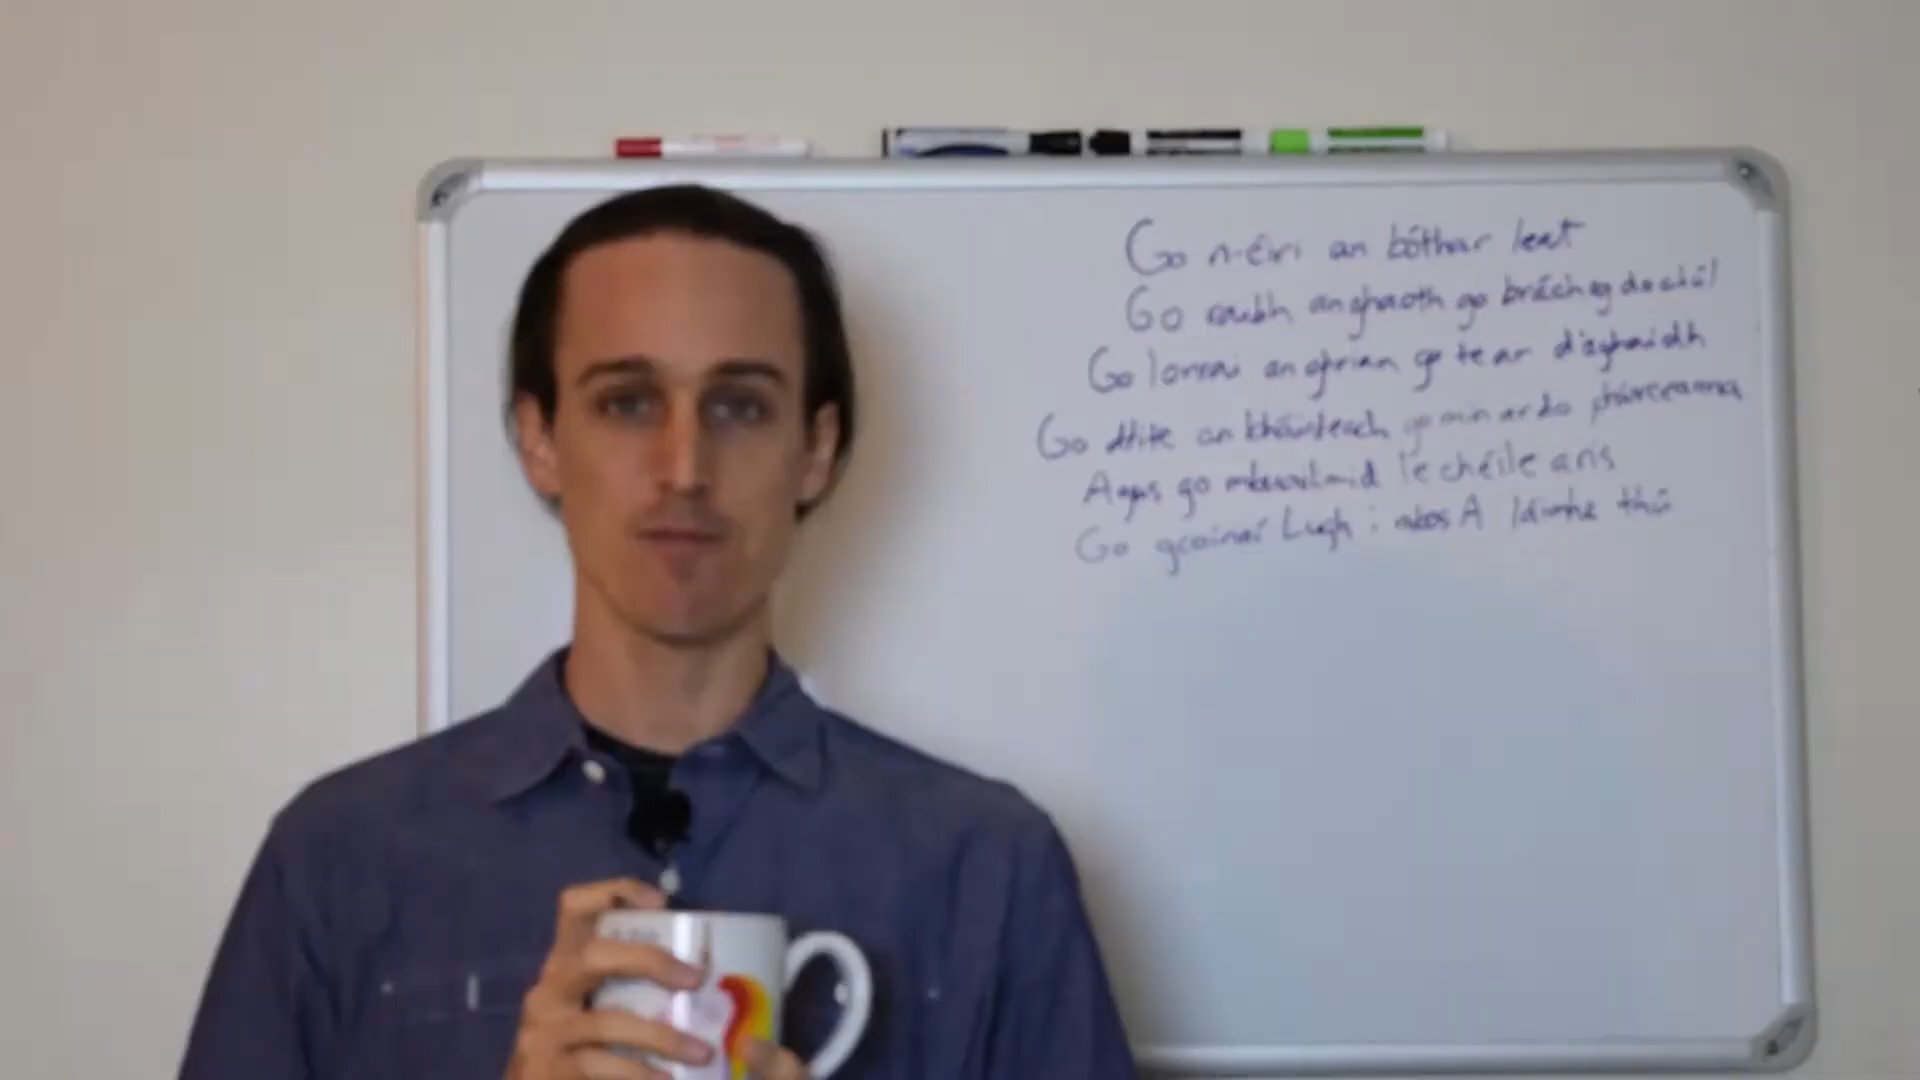 Go n-éirí an bóthar leat
Go raibh an ghaoth go brách ag do chúl
Go lonraí an ghrian go te ar d'aghaidh
Go dtite an bháisteach go mín ar do pháirceanna
Agus go mbuailimid le chéile arís
Go gcoinaí Lugh i mbos A láimhe thú